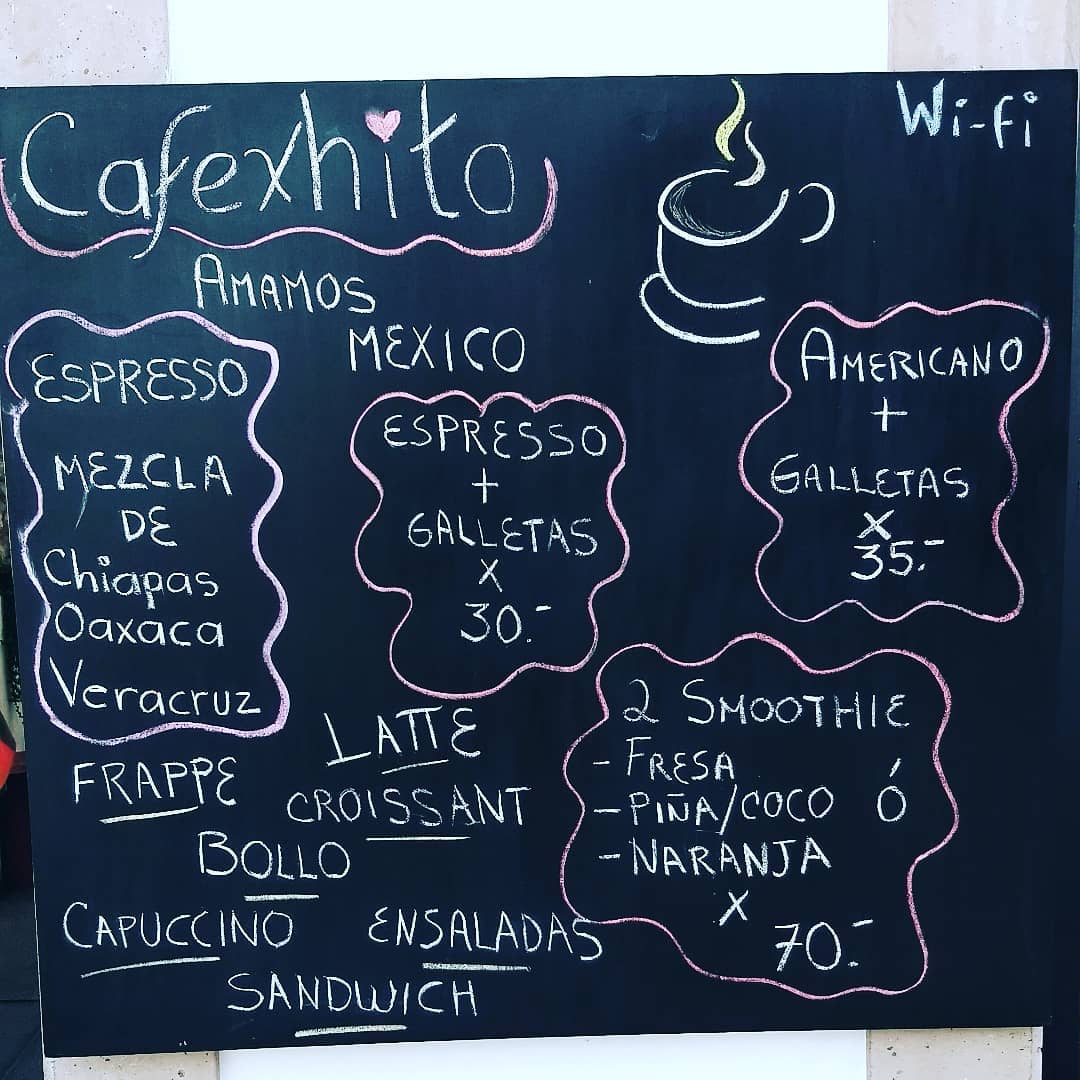 Cafexhito
Wi-fi
AMAMOS
MEXICO
ESPRESSO
MEZCLA
DE
Chiapas
Oaxaca
Veracruz
ESPRESSO
+
GALLETAS
X
30.-
AMERICANO
+
GALLETAS
X
35.-
2 SMOOTHIE
- FRESA
- PIÑA/COCO Ó
- NARANJA
X
70.-
LATTE
FRAPPE
CROISSANT
BOLLO
CAPUCCINO
ENSALADAS
SANDWICH